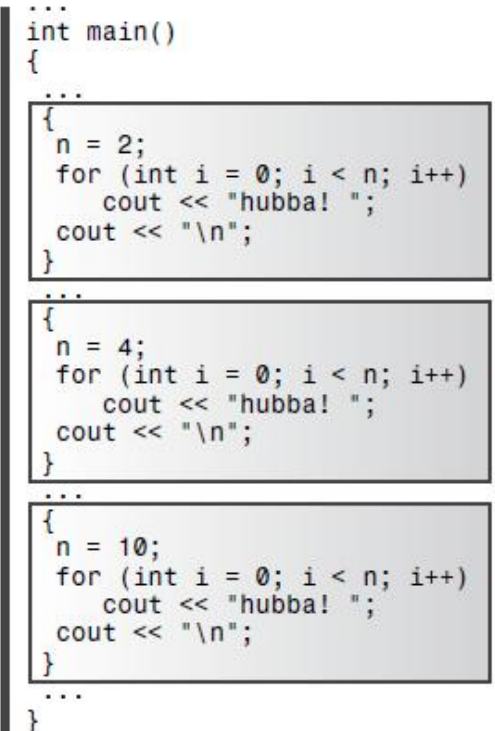 ...
int main()
{
...
{
n = 2;
for (int i = 0; i < n; i++)
cout << "hubba! ";
cout << "\n";
}
...
{
n = 4;
for (int i = 0; i < n; i++)
cout << "hubba! ";
cout << "\n";
}
...
{
n = 10;
for (int i = 0; i < n; i++)
cout << "hubba! ";
cout << "\n";
}
...
}